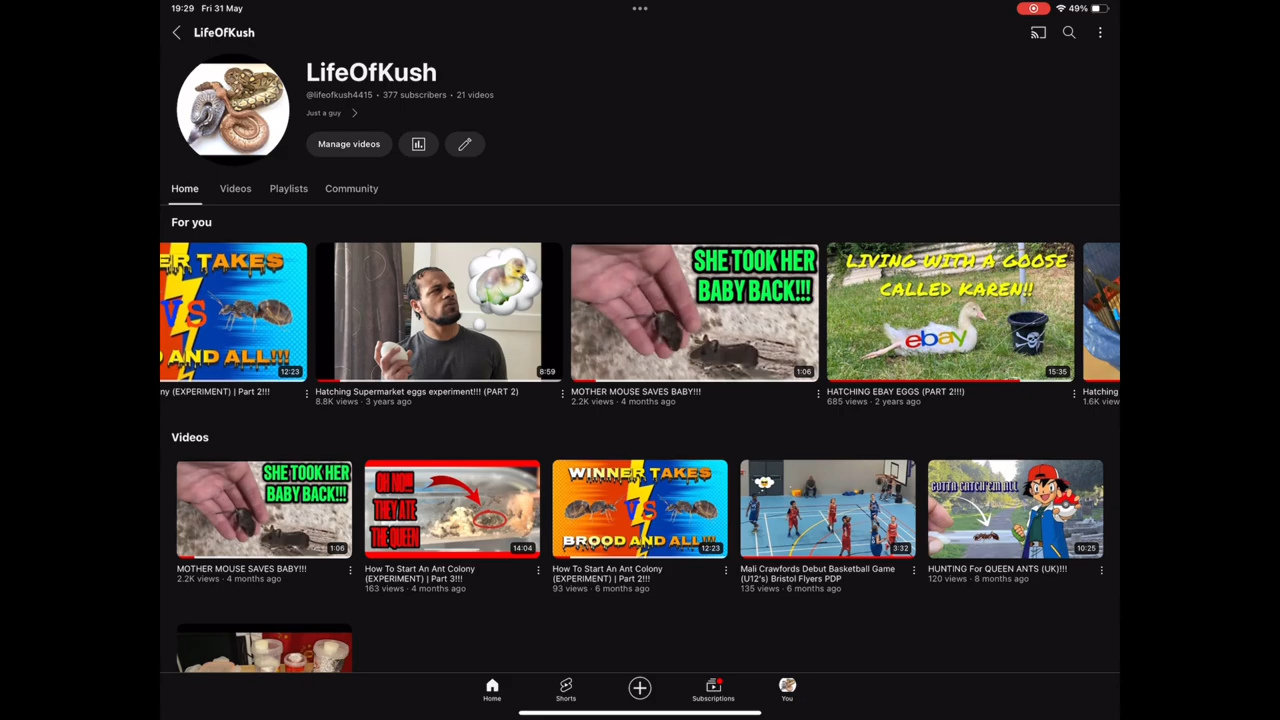 19:29 Fri 31 May
49%
LifeOfKush
LifeOfKush
@lifeofkush4415 • 377 subscribers • 21 videos
Just a guy
Manage videos
Home
Videos
Playlists
Community
For you
ER TAKES
VS
D AND ALL!!!
12:23
ny (EXPERIMENT) | Part 2!!!
8:59
Hatching Supermarket eggs experiment!!! (PART 2)
8.8K views • 3 years ago
SHE TOOK HER
BABY BACK!!!
1:06
MOTHER MOUSE SAVES BABY!!!
2.2K views • 4 months ago
LIVING WITH A GOOSE
CALLED KAREN!!
ebay
15:35
HATCHING EBAY EGGS (PART 2!!!)
685 views • 2 years ago
Hatching
1.6K view
Videos
SHE TOOK HER
BABY BACK!!!
1:06
MOTHER MOUSE SAVES BABY!!!
2.2K views • 4 months ago
OH NO!!!
THEY ATE
THE QUEEN
14:04
How To Start An Ant Colony
(EXPERIMENT) | Part 3!!!
163 views • 4 months ago
WINNER TAKES
VS
BROOD AND ALL!!!
12:23
How To Start An Ant Colony
(EXPERIMENT) | Part 2!!!
93 views • 6 months ago
3:32
Mali Crawfords Debut Basketball Game
(U12's) Bristol Flyers PDP
135 views • 6 months ago
GOTTA CATCH'EM ALL
10:25
HUNTING For QUEEN ANTS (UK)!!!
120 views • 8 months ago
Home
Shorts
Subscriptions
You